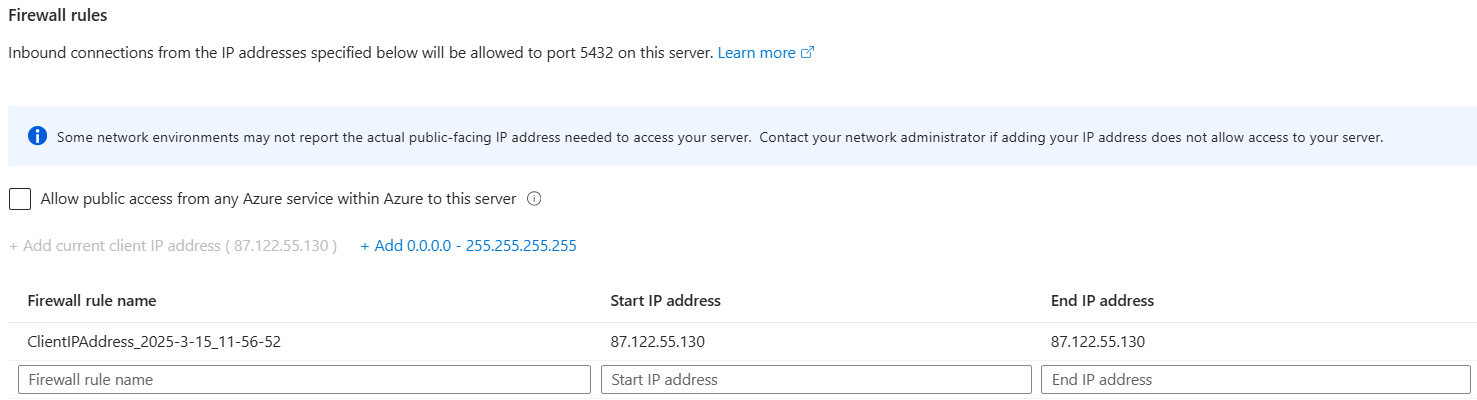 Firewall rules
Inbound connections from the IP addresses specified below will be allowed to port 5432 on this server. Learn more
Some network environments may not report the actual public-facing IP address needed to access your server.  Contact your network administrator if adding your IP address does not allow access to your server.
Allow public access from any Azure service within Azure to this server
+ Add current client IP address ( 87.122.55.130 ) + Add 0.0.0.0 - 255.255.255.255
Firewall rule name Start IP address End IP address
ClientIPAddress_2025-3-15_11-56-52 87.122.55.130 87.122.55.130
Firewall rule name Start IP address End IP address